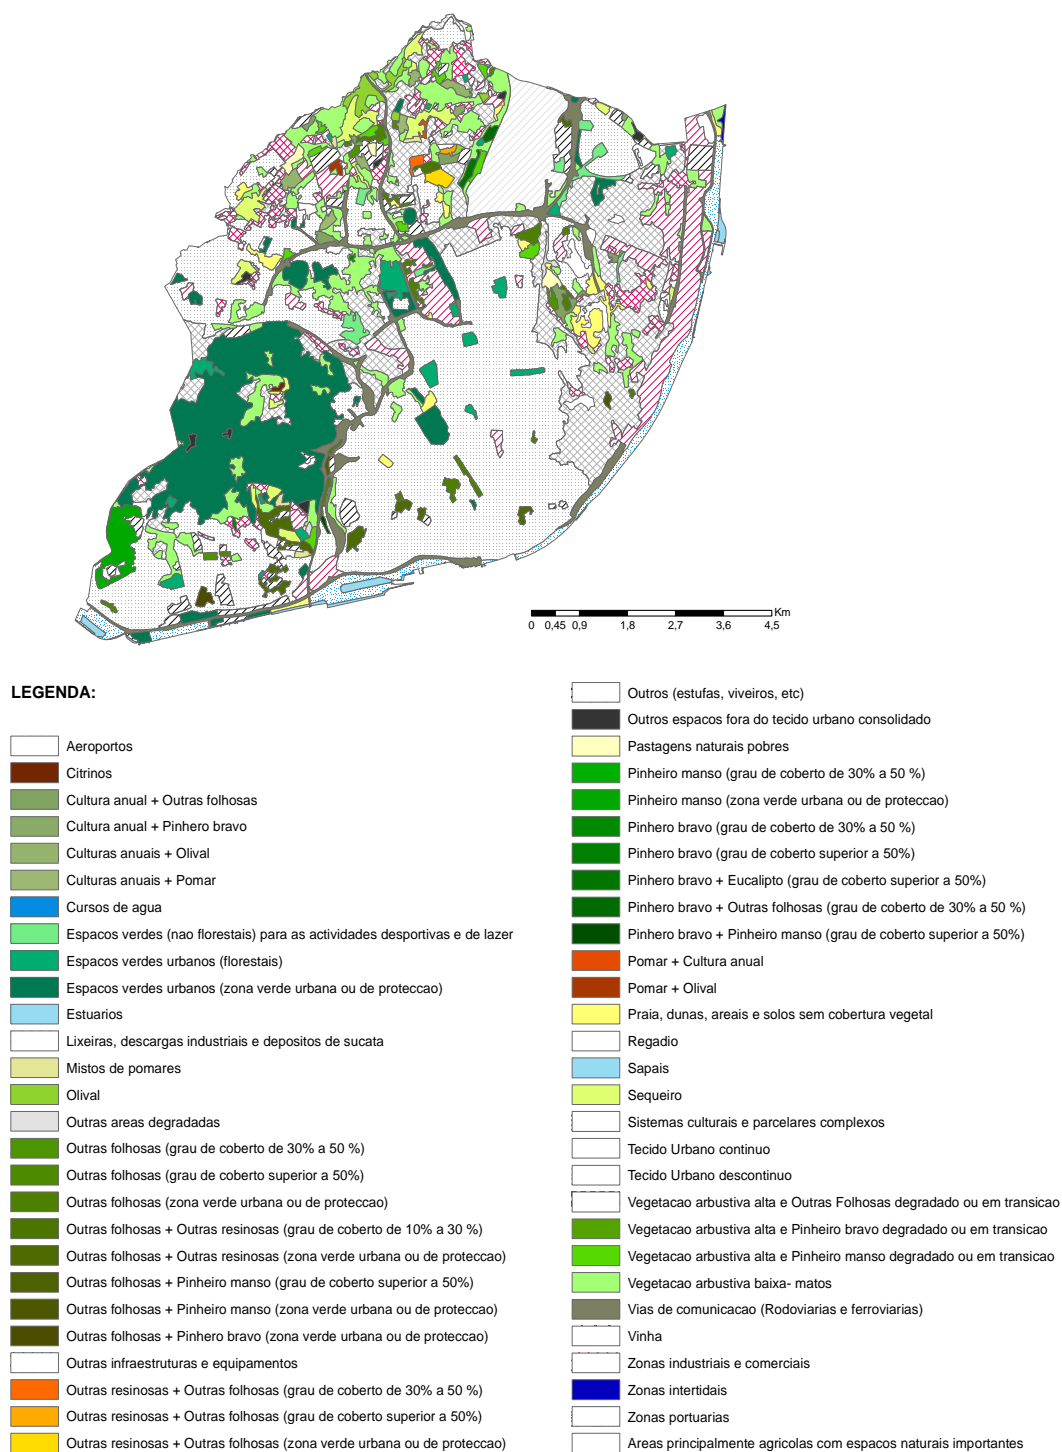 Km
0 0,45 0,9 1,8 2,7 3,6 4,5
LEGENDA:
Aeroportos
Citrinos
Cultura anual + Outras folhosas
Cultura anual + Pinhero bravo
Culturas anuais + Olival
Culturas anuais + Pomar
Cursos de agua
Espacos verdes (nao florestais) para as actividades desportivas e de lazer
Espacos verdes urbanos (florestais)
Espacos verdes urbanos (zona verde urbana ou de proteccao)
Estuarios
Lixeiras, descargas industriais e depositos de sucata
Mistos de pomares
Olival
Outras areas degradadas
Outras folhosas (grau de coberto de 30% a 50 %)
Outras folhosas (grau de coberto superior a 50%)
Outras folhosas (zona verde urbana ou de proteccao)
Outras folhosas + Outras resinosas (grau de coberto de 10% a 30 %)
Outras folhosas + Outras resinosas (zona verde urbana ou de proteccao)
Outras folhosas + Pinheiro manso (grau de coberto superior a 50%)
Outras folhosas + Pinheiro manso (zona verde urbana ou de proteccao)
Outras folhosas + Pinhero bravo (zona verde urbana ou de proteccao)
Outras infraestruturas e equipamentos
Outras resinosas + Outras folhosas (grau de coberto de 30% a 50 %)
Outras resinosas + Outras folhosas (grau de coberto superior a 50%)
Outras resinosas + Outras folhosas (zona verde urbana ou de proteccao)
Outros (estufas, viveiros, etc)
Outros espacos fora do tecido urbano consolidado
Pastagens naturais pobres
Pinheiro manso (grau de coberto de 30% a 50 %)
Pinheiro manso (zona verde urbana ou de proteccao)
Pinhero bravo (grau de coberto de 30% a 50 %)
Pinhero bravo (grau de coberto superior a 50%)
Pinhero bravo + Eucalipto (grau de coberto superior a 50%)
Pinhero bravo + Outras folhosas (grau de coberto de 30% a 50 %)
Pinhero bravo + Pinheiro manso (grau de coberto superior a 50%)
Pomar + Cultura anual
Pomar + Olival
Praia, dunas, areais e solos sem cobertura vegetal
Regadio
Sapais
Sequeiro
Sistemas culturais e parcelares complexos
Tecido Urbano continuo
Tecido Urbano descontinuo
Vegetacao arbustiva alta e Outras Folhosas degradado ou em transicao
Vegetacao arbustiva alta e Pinheiro bravo degradado ou em transicao
Vegetacao arbustiva alta e Pinheiro manso degradado ou em transicao
Vegetacao arbustiva baixa- matos
Vias de comunicacao (Rodoviarias e ferroviarias)
Vinha
Zonas industriais e comerciais
Zonas intertidais
Zonas portuarias
Areas principalmente agricolas com espacos naturais importantes